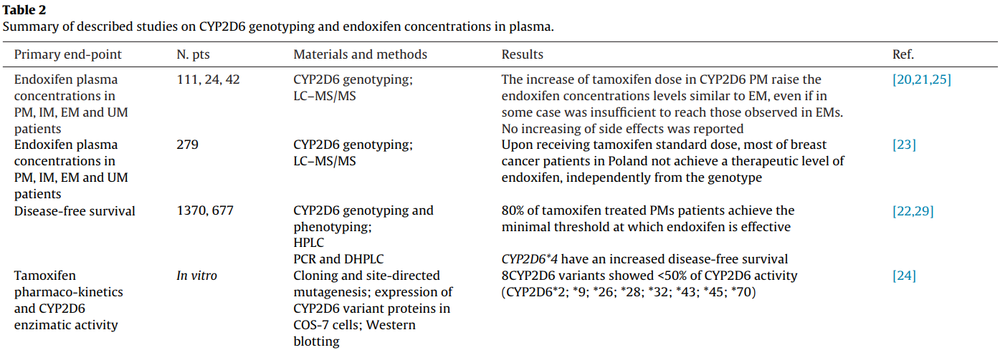 Table 2
Summary of described studies on CYP2D6 genotyping and endoxifen concentrations in plasma.
Primary end-point N. pts Materials and methods Results Ref.
Endoxifen plasma 111, 24, 42 CYP2D6 genotyping; The increase of tamoxifen dose in CYP2D6 PM raise the [20,21,25]
concentrations in LC–MS/MS endoxifen concentrations levels similar to EM, even if in
PM, IM, EM and UM some case was insufficient to reach those observed in EMs.
patients No increasing of side effects was reported
Endoxifen plasma 279 CYP2D6 genotyping; Upon receiving tamoxifen standard dose, most of breast [23]
concentrations in LC–MS/MS cancer patients in Poland not achieve a therapeutic level of
PM, IM, EM and UM endoxifen, independently from the genotype
patients
Disease-free survival 1370, 677 CYP2D6 genotyping and 80% of tamoxifen treated PMs patients achieve the [22,29]
phenotyping; minimal threshold at which endoxifen is effective
HPLC
PCR and DHPLC CYP2D6*4 have an increased disease-free survival
Tamoxifen In vitro Cloning and site-directed 8CYP2D6 variants showed <50% of CYP2D6 activity [24]
pharmaco-kinetics mutagenesis; expression of (CYP2D6*2; *9; *26; *28; *32; *43; *45; *70)
and CYP2D6 CYP2D6 variant proteins in
enzimatic activity COS-7 cells; Western
blotting